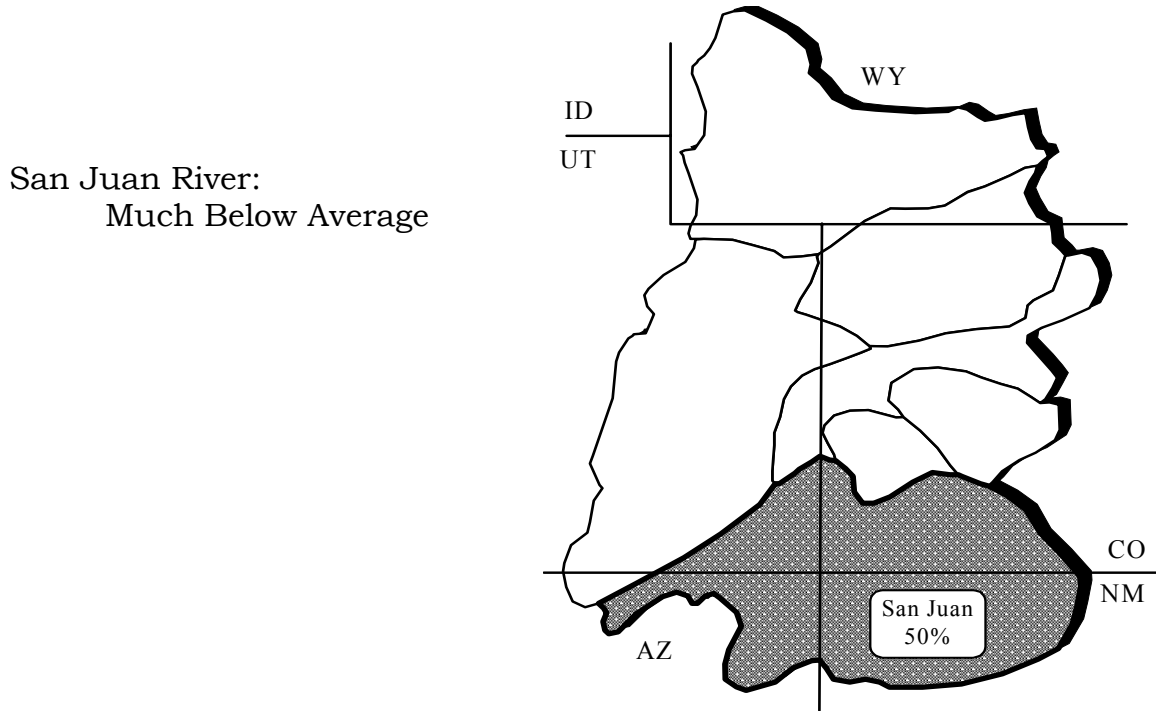 WY
ID
UT
San Juan River:
Much Below Average
CO
NM
San Juan
50%
AZ